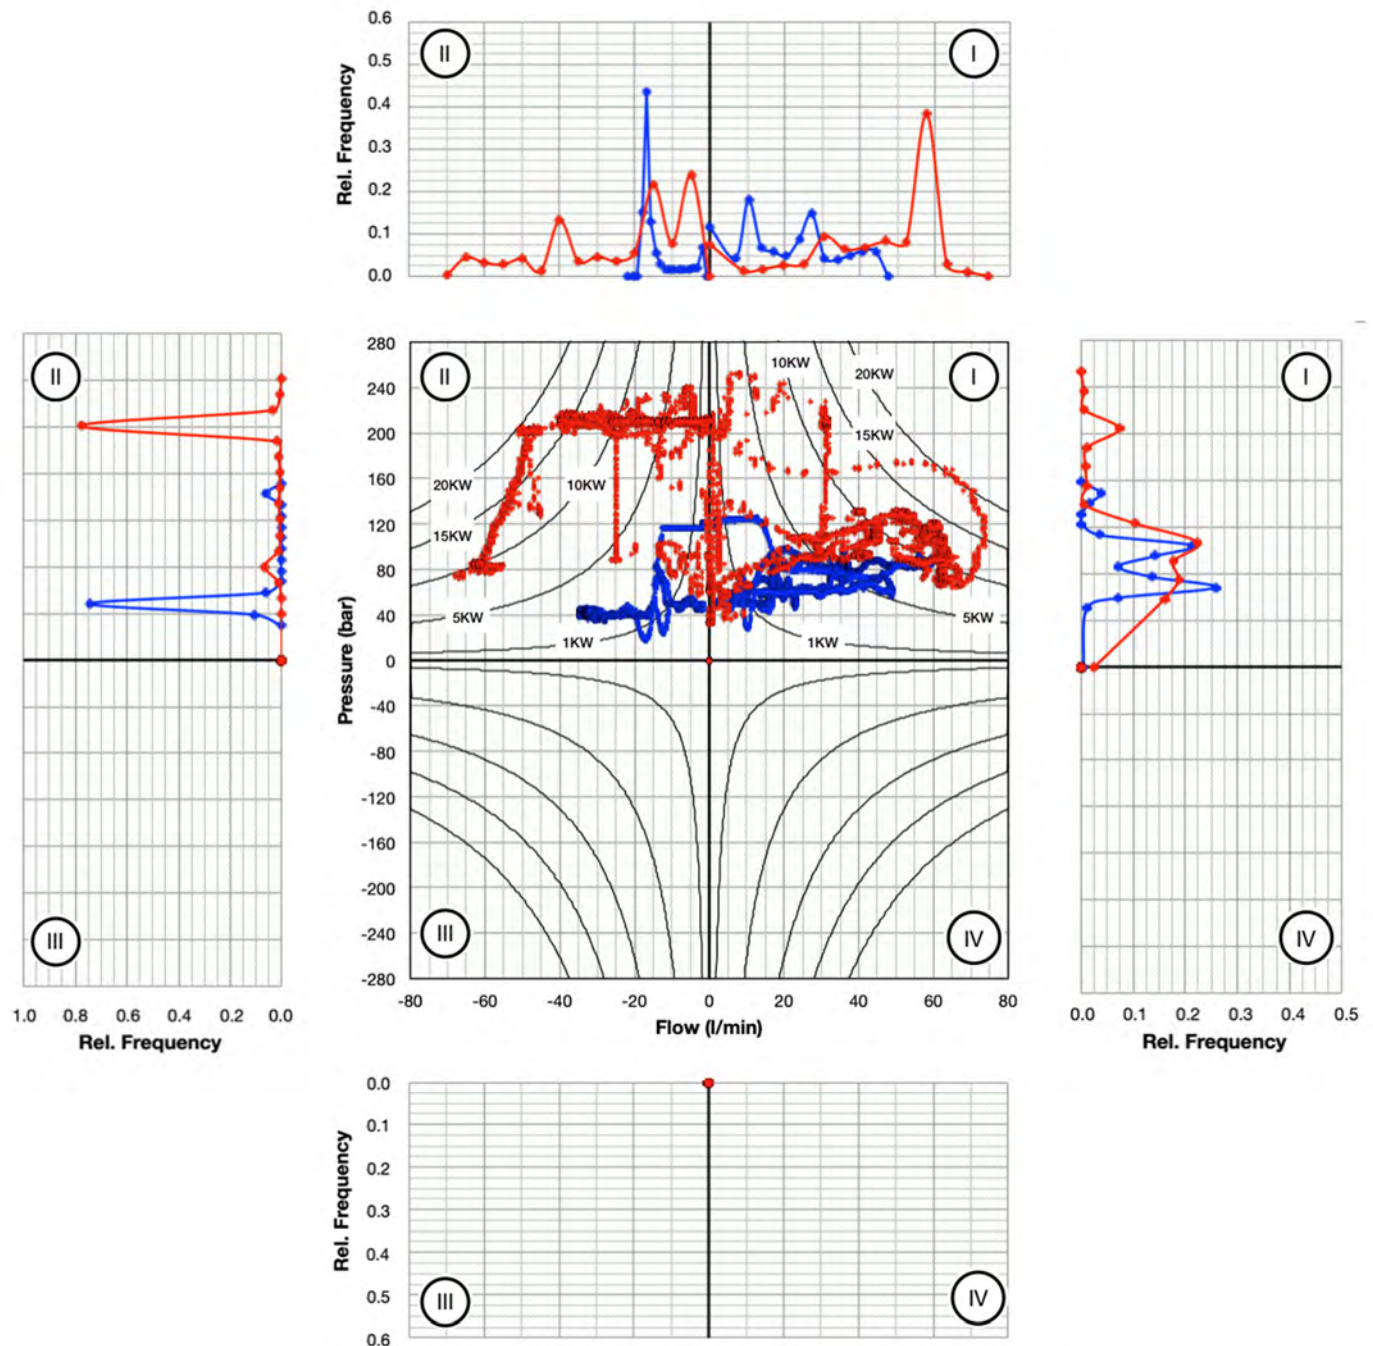 0.6
0.5
0.4
0.3
0.2
0.1
0.0
Rel. Frequency
II
I
II
III
1.0 0.8 0.6 0.4 0.2 0.0
Rel. Frequency
280
240
200
160
120
80
40
0
-40
-80
-120
-160
-200
-240
-280
Pressure (bar)
II
I
10KW
20KW
15KW
20KW
10KW
15KW
5KW
5KW
1KW
1KW
III
IV
-80 -60 -40 -20 0 20 40 60 80
Flow (l/min)
I
IV
0.0 0.1 0.2 0.3 0.4 0.5
Rel. Frequency
0.0
0.1
0.2
0.3
0.4
0.5
0.6
Rel. Frequency
III
IV